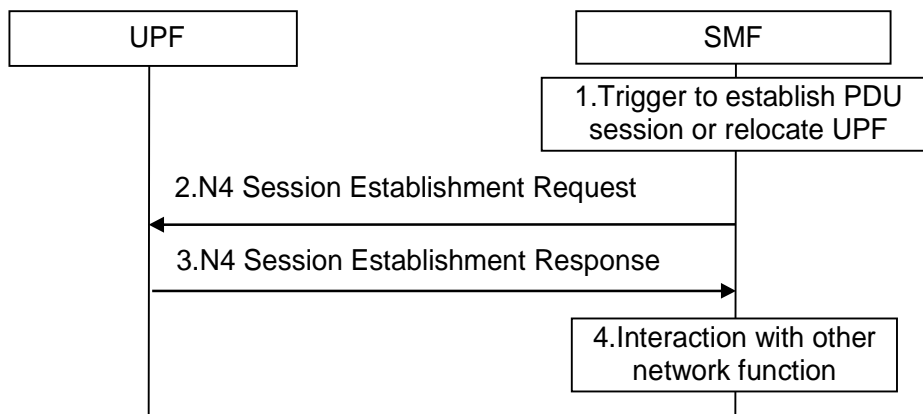 UPF
SMF
1.Trigger to establish PDU
session or relocate UPF
2.N4 Session Establishment Request
3.N4 Session Establishment Response
4.Interaction with other
network function